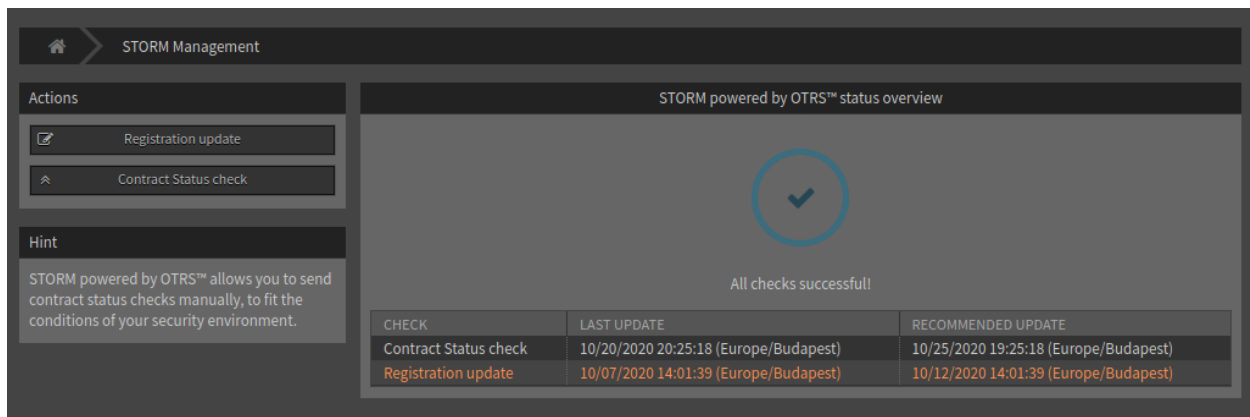 STORM Management
Actions
Registration update
Contract Status check
Hint
STORM powered by OTRS™ allows you to send
contract status checks manually, to fit the
conditions of your security environment.
STORM powered by OTRS™ status overview
All checks successful!
CHECK LAST UPDATE RECOMMENDED UPDATE
Contract Status check 10/20/2020 20:25:18 (Europe/Budapest) 10/25/2020 19:25:18 (Europe/Budapest)
Registration update 10/07/2020 14:01:39 (Europe/Budapest) 10/12/2020 14:01:39 (Europe/Budapest)